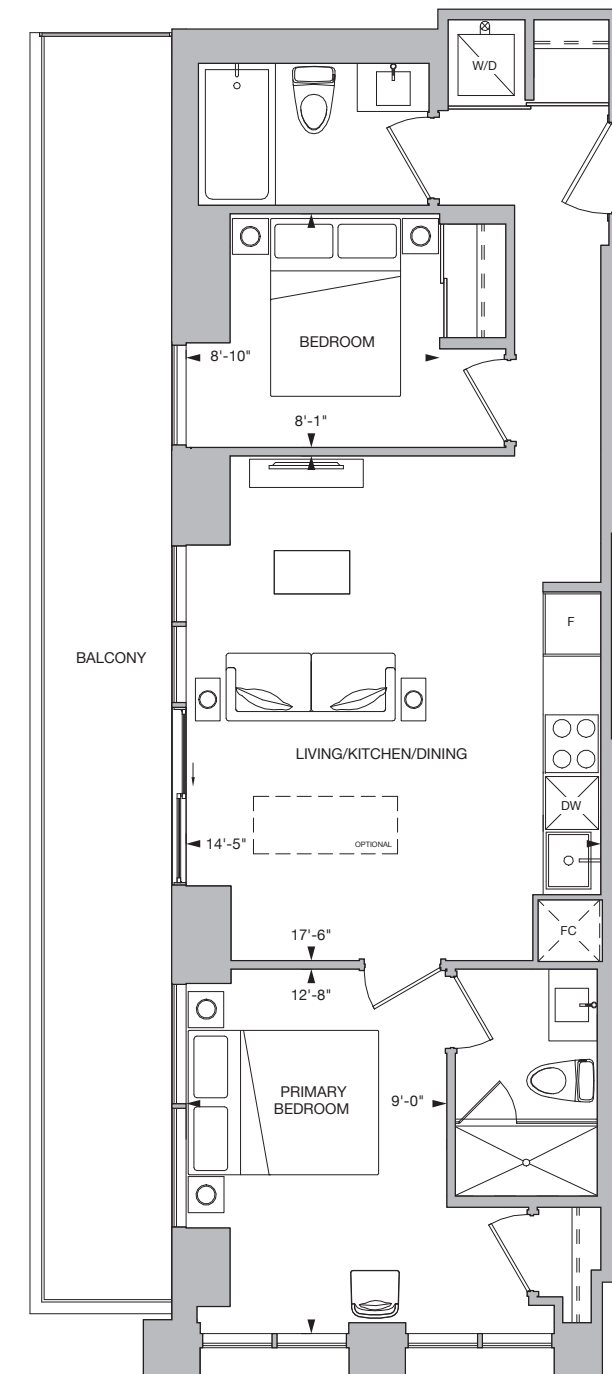 W/D
BEDROOM
8'-10"
8'-1"
F
BALCONY
LIVING/KITCHEN/DINING
DW
14'-5"
OPTIONAL
FC
17'-6"
12'-8"
PRIMARY
BEDROOM
9'-0"